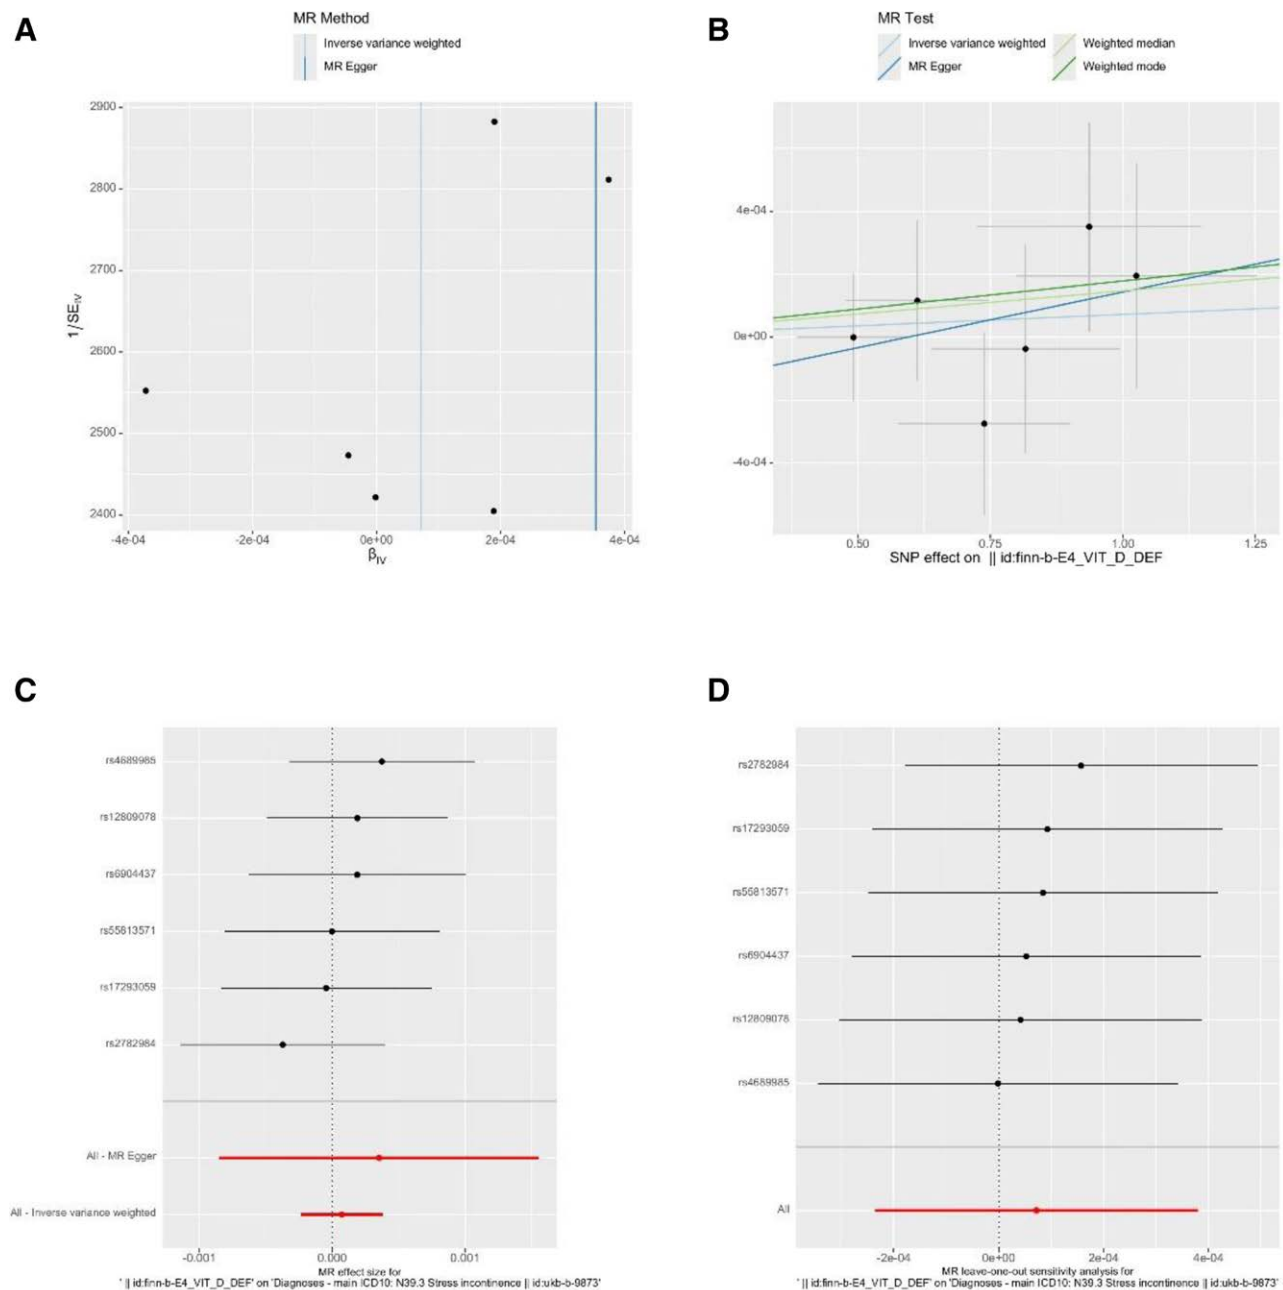 A
MR Method
Inverse variance weighted
MR Egger
2900
2800
2700
2600
2500
2400
1/SE_IV
-4e-04
-2e-04
0e+00
2e-04
4e-04
β_IV
B
MR Test
Inverse variance weighted
Weighted median
MR Egger
Weighted mode
4e-04
0e+00
-4e-04
0.50
0.75
1.00
1.25
SNP effect on || id:finn-b-E4_VIT_D_DEF
C
rs4689985
rs12809078
rs6904437
rs55813571
rs17293059
rs2782984
All - MR Egger
All - Inverse variance weighted
-0.001
0.000
0.001
MR effect size for
' || id:finn-b-E4_VIT_D_DEF' on 'Diagnoses - main ICD10: N39.3 Stress incontinence || id:ukb-b-9873'
D
rs2782984
rs17293059
rs55813571
rs6904437
rs12809078
rs4689985
All
-2e-04
0e+00
2e-04
4e-04
MR leave-one-out sensitivity analysis for
' || id:finn-b-E4_VIT_D_DEF' on 'Diagnoses - main ICD10: N39.3 Stress incontinence || id:ukb-b-9873'